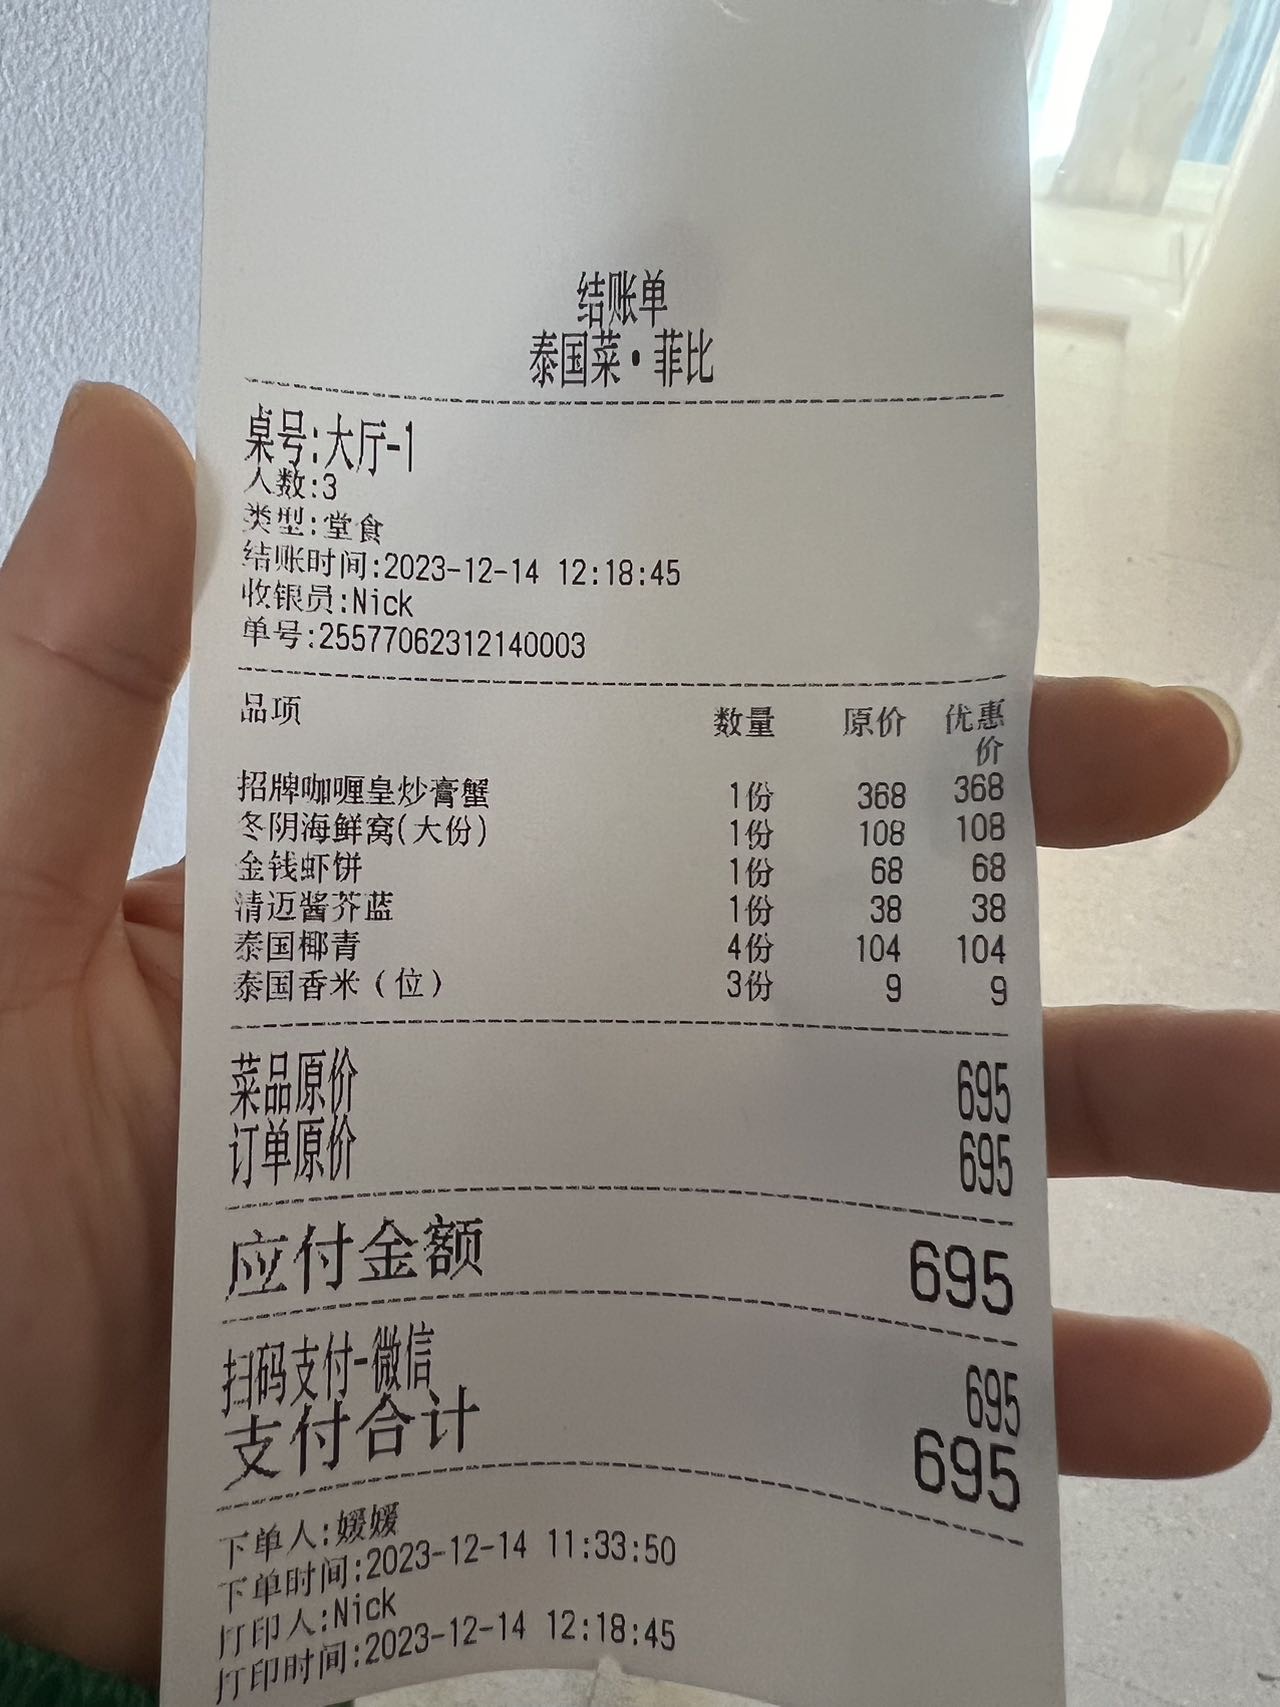 结账单
泰国菜·菲比
桌号:大厅-1
人数:3
类型:堂食
结账时间:2023-12-14 12:18:45
收银员:Nick
单号:25577062312140003
品项 数量 原价 优惠价
招牌咖喱皇炒膏蟹 1份 368 368
冬阴海鲜窝(大份) 1份 108 108
金钱虾饼 1份 68 68
清迈酱芥蓝 1份 38 38
泰国椰青 4份 104 104
泰国香米（位） 3份 9 9
菜品原价 695
订单原价 695
应付金额 695
扫码支付-微信 695
支付合计 695
下单人:媛媛
下单时间:2023-12-14 11:33:50
打印人:Nick
打印时间:2023-12-14 12:18:45